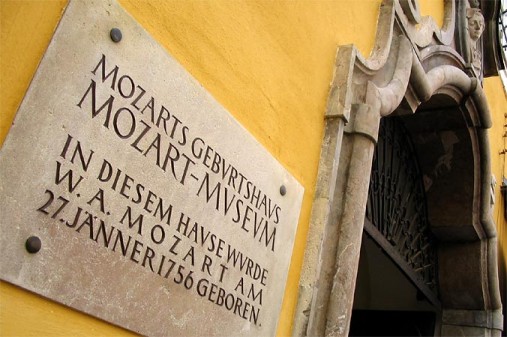 MOZARTS GEBVRTSHAVS
MOZART-MVSEVM
IN DIESEM HAVSE WVRDE
W. A. MOZART AM
27. JÄNNER 1756 GEBOREN.